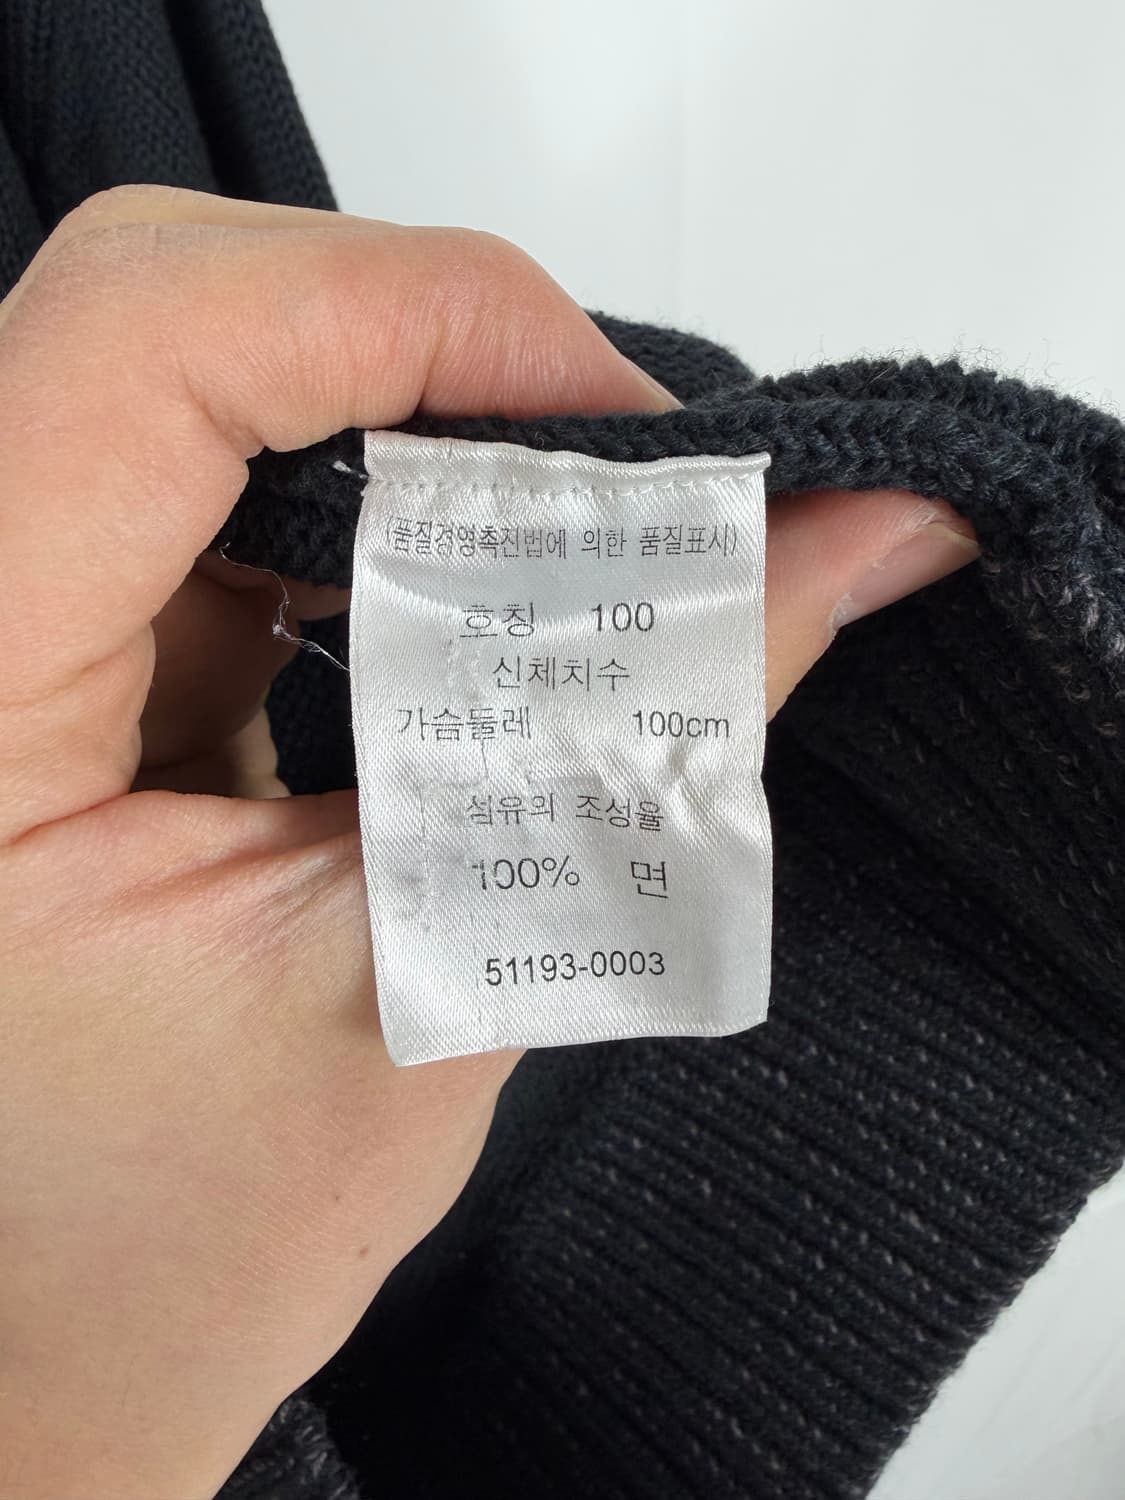 (품질경영촉진법에 의한 품질표시)
호칭 100
신체치수
가슴둘레 100cm
섬유의 조성율
100% 면
51193-0003